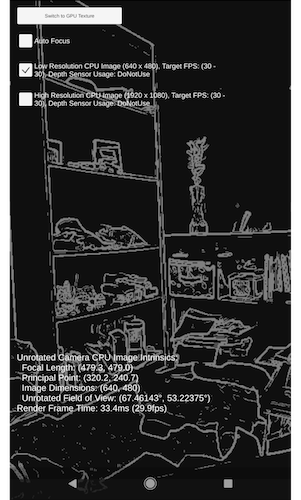 Switch to GPU Texture
Auto Focus
Low Resolution CPU Image (640 x 480), Target FPS: (30 -
30), Depth Sensor Usage: DoNotUse
High Resolution GPU Image (1920 x 1080), Target FPS: (30 -
30), Depth Sensor Usage: DoNotUse
Unrotated Camera CPU Image Intrinsics:
Focal Length: (479.3, 479.0)
Principal Point: (320.2, 240.7)
Image Dimensions: (640, 480)
Unrotated Field of View: (67.46143°, 53.22375°)
Render Frame Time: 33.4ms (29.9fps)